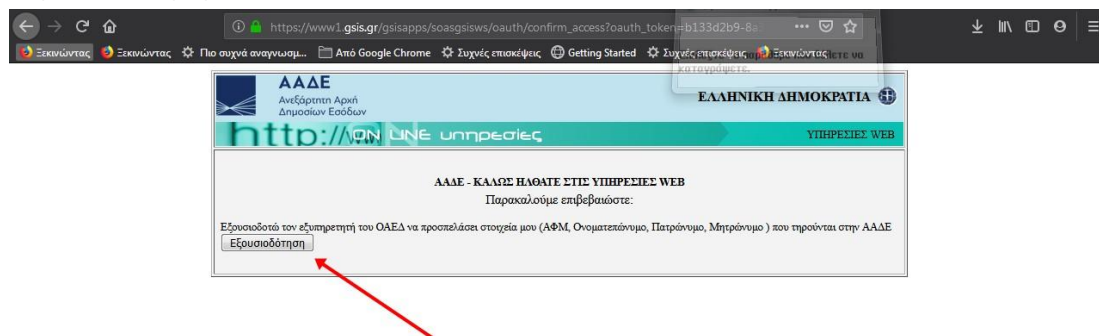 https://www1.gsis.gr/gsisapps/soasgsisws/oauth/confirm_access?oauth_token=b133d2b9-8a
Ξεκινώντας Ξεκινώντας Πιο συχνά αναγνωσμ... Από Google Chrome Συχνές επισκέψεις Getting Started Συχνές επισκέψεις Ξεκινώντας
καταγράψετε.
ΑΑΔΕ
Ανεξάρτητη Αρχή
Δημοσίων Εσόδων
ΕΛΛΗΝΙΚΗ ΔΗΜΟΚΡΑΤΙΑ
http://www ON LINE υπηρεσίες
ΥΠΗΡΕΣΙΕΣ WEB
ΑΑΔΕ - ΚΑΛΩΣ ΗΛΘΑΤΕ ΣΤΙΣ ΥΠΗΡΕΣΙΕΣ WEB
Παρακαλούμε επιβεβαιώστε:
Εξουσιοδοτώ τον εξυπηρετητή του ΟΑΕΔ να προσπελάσει στοιχεία μου (ΑΦΜ, Ονοματεπώνυμο, Πατρώνυμο, Μητρώνυμο ) που τηρούνται στην ΑΑΔΕ
Εξουσιοδότηση